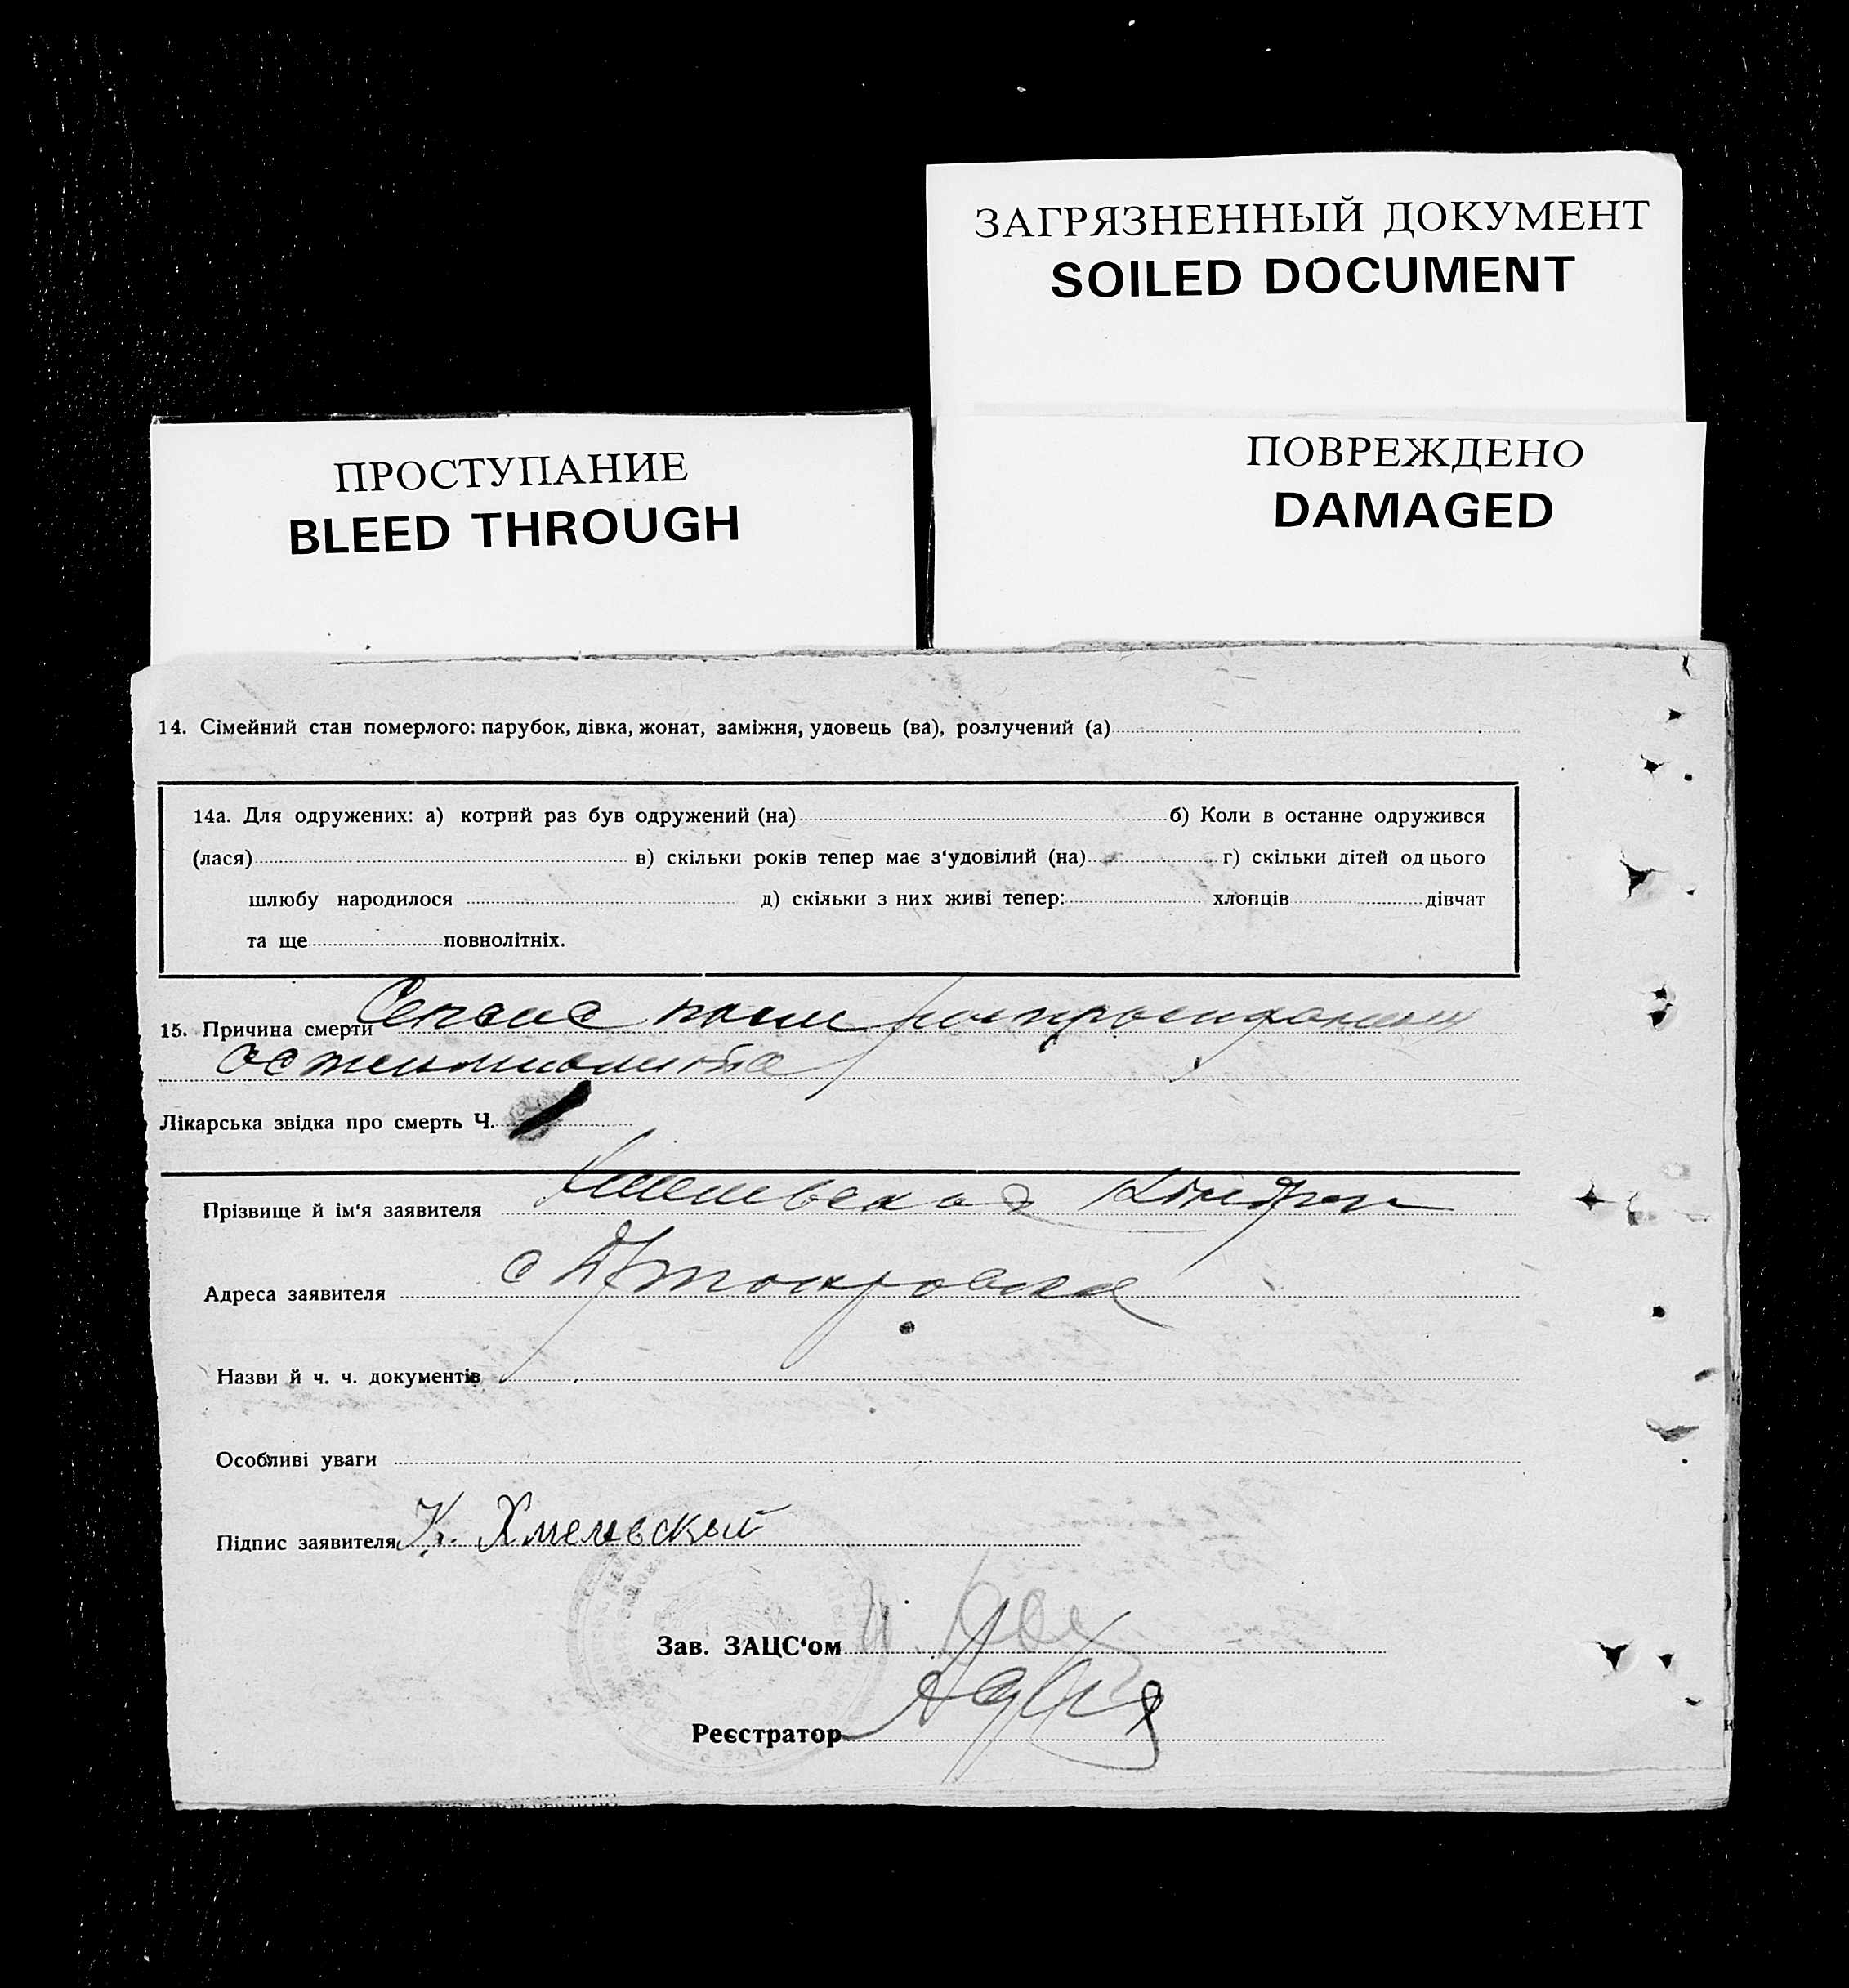 ЗАГРЯЗНЕННЫЙ ДОКУМЕНТ
SOILED DOCUMENT
ПРОСТУПАНИЕ
BLEED THROUGH
ПОВРЕЖДЕНО
DAMAGED
14. Сімейний стан померлого: парубок, дівка, жонат, заміжня, удовець (ва), розлучений (а)
14а. Для одружених: а) котрий раз був одружений (на) б) Коли в останне одружився
(лася) в) скільки років тепер має з‘удовілий (на) г) скільки дітей од цього
шлюбу народилося д) скільки з них живі тепер: хлопців дівчат
та ще повнолітніх.
15. Причина смерти Сепсис
остеомиолита
Лікарська звідка про смерть Ч.
Прізвище й ім‘я заявителя
Адреса заявителя с
Назви й ч. ч. документів
Особливі уваги
Підпис заявителя К. Хмелевский
Зав. ЗАЦС‘ом
Реєстратор